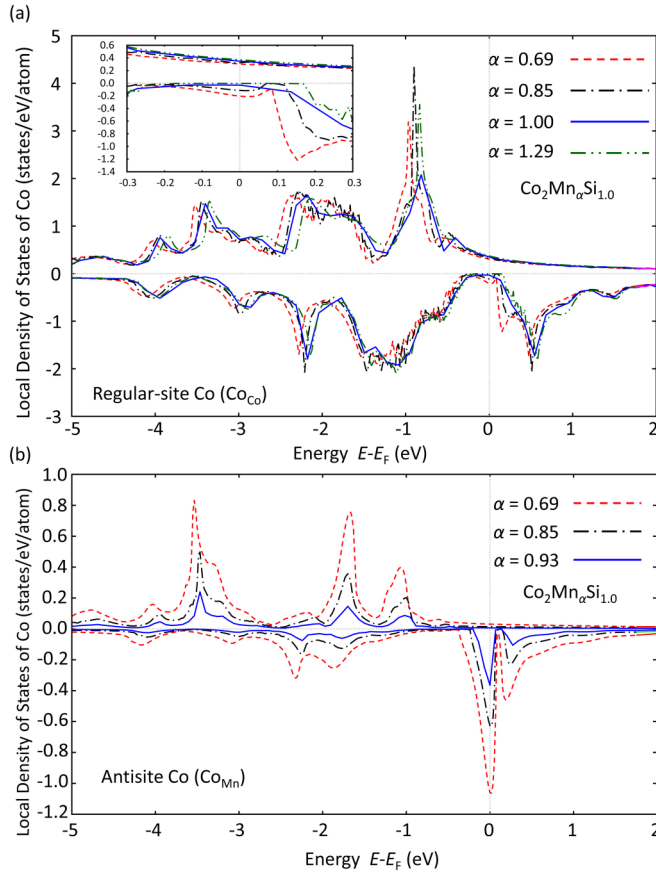 (a)
Local Density of States of Co (states/eV/atom)
5
4
3
2
1
0
-1
-2
-3
0.6
0.4
0.2
0.0
-0.2
-0.4
-0.6
-0.8
-1.0
-1.2
-0.3 -0.2 -0.1 0 0.1 0.2 0.3
α = 0.69
α = 0.85
α = 1.00
α = 1.29
Co₂MnαSi₁.₀
Regular-site Co (Co_Co)
-5 -4 -3 -2 -1 0 1 2
Energy E-E_F (eV)
(b)
Local Density of States of Co (states/eV/atom)
1.0
0.8
0.6
0.4
0.2
0.0
-0.2
-0.4
-0.6
-0.8
-1.0
-1.2
α = 0.69
α = 0.85
α = 0.93
Co₂MnαSi₁.₀
Antisite Co (Co_Mn)
-5 -4 -3 -2 -1 0 1 2
Energy E-E_F (eV)